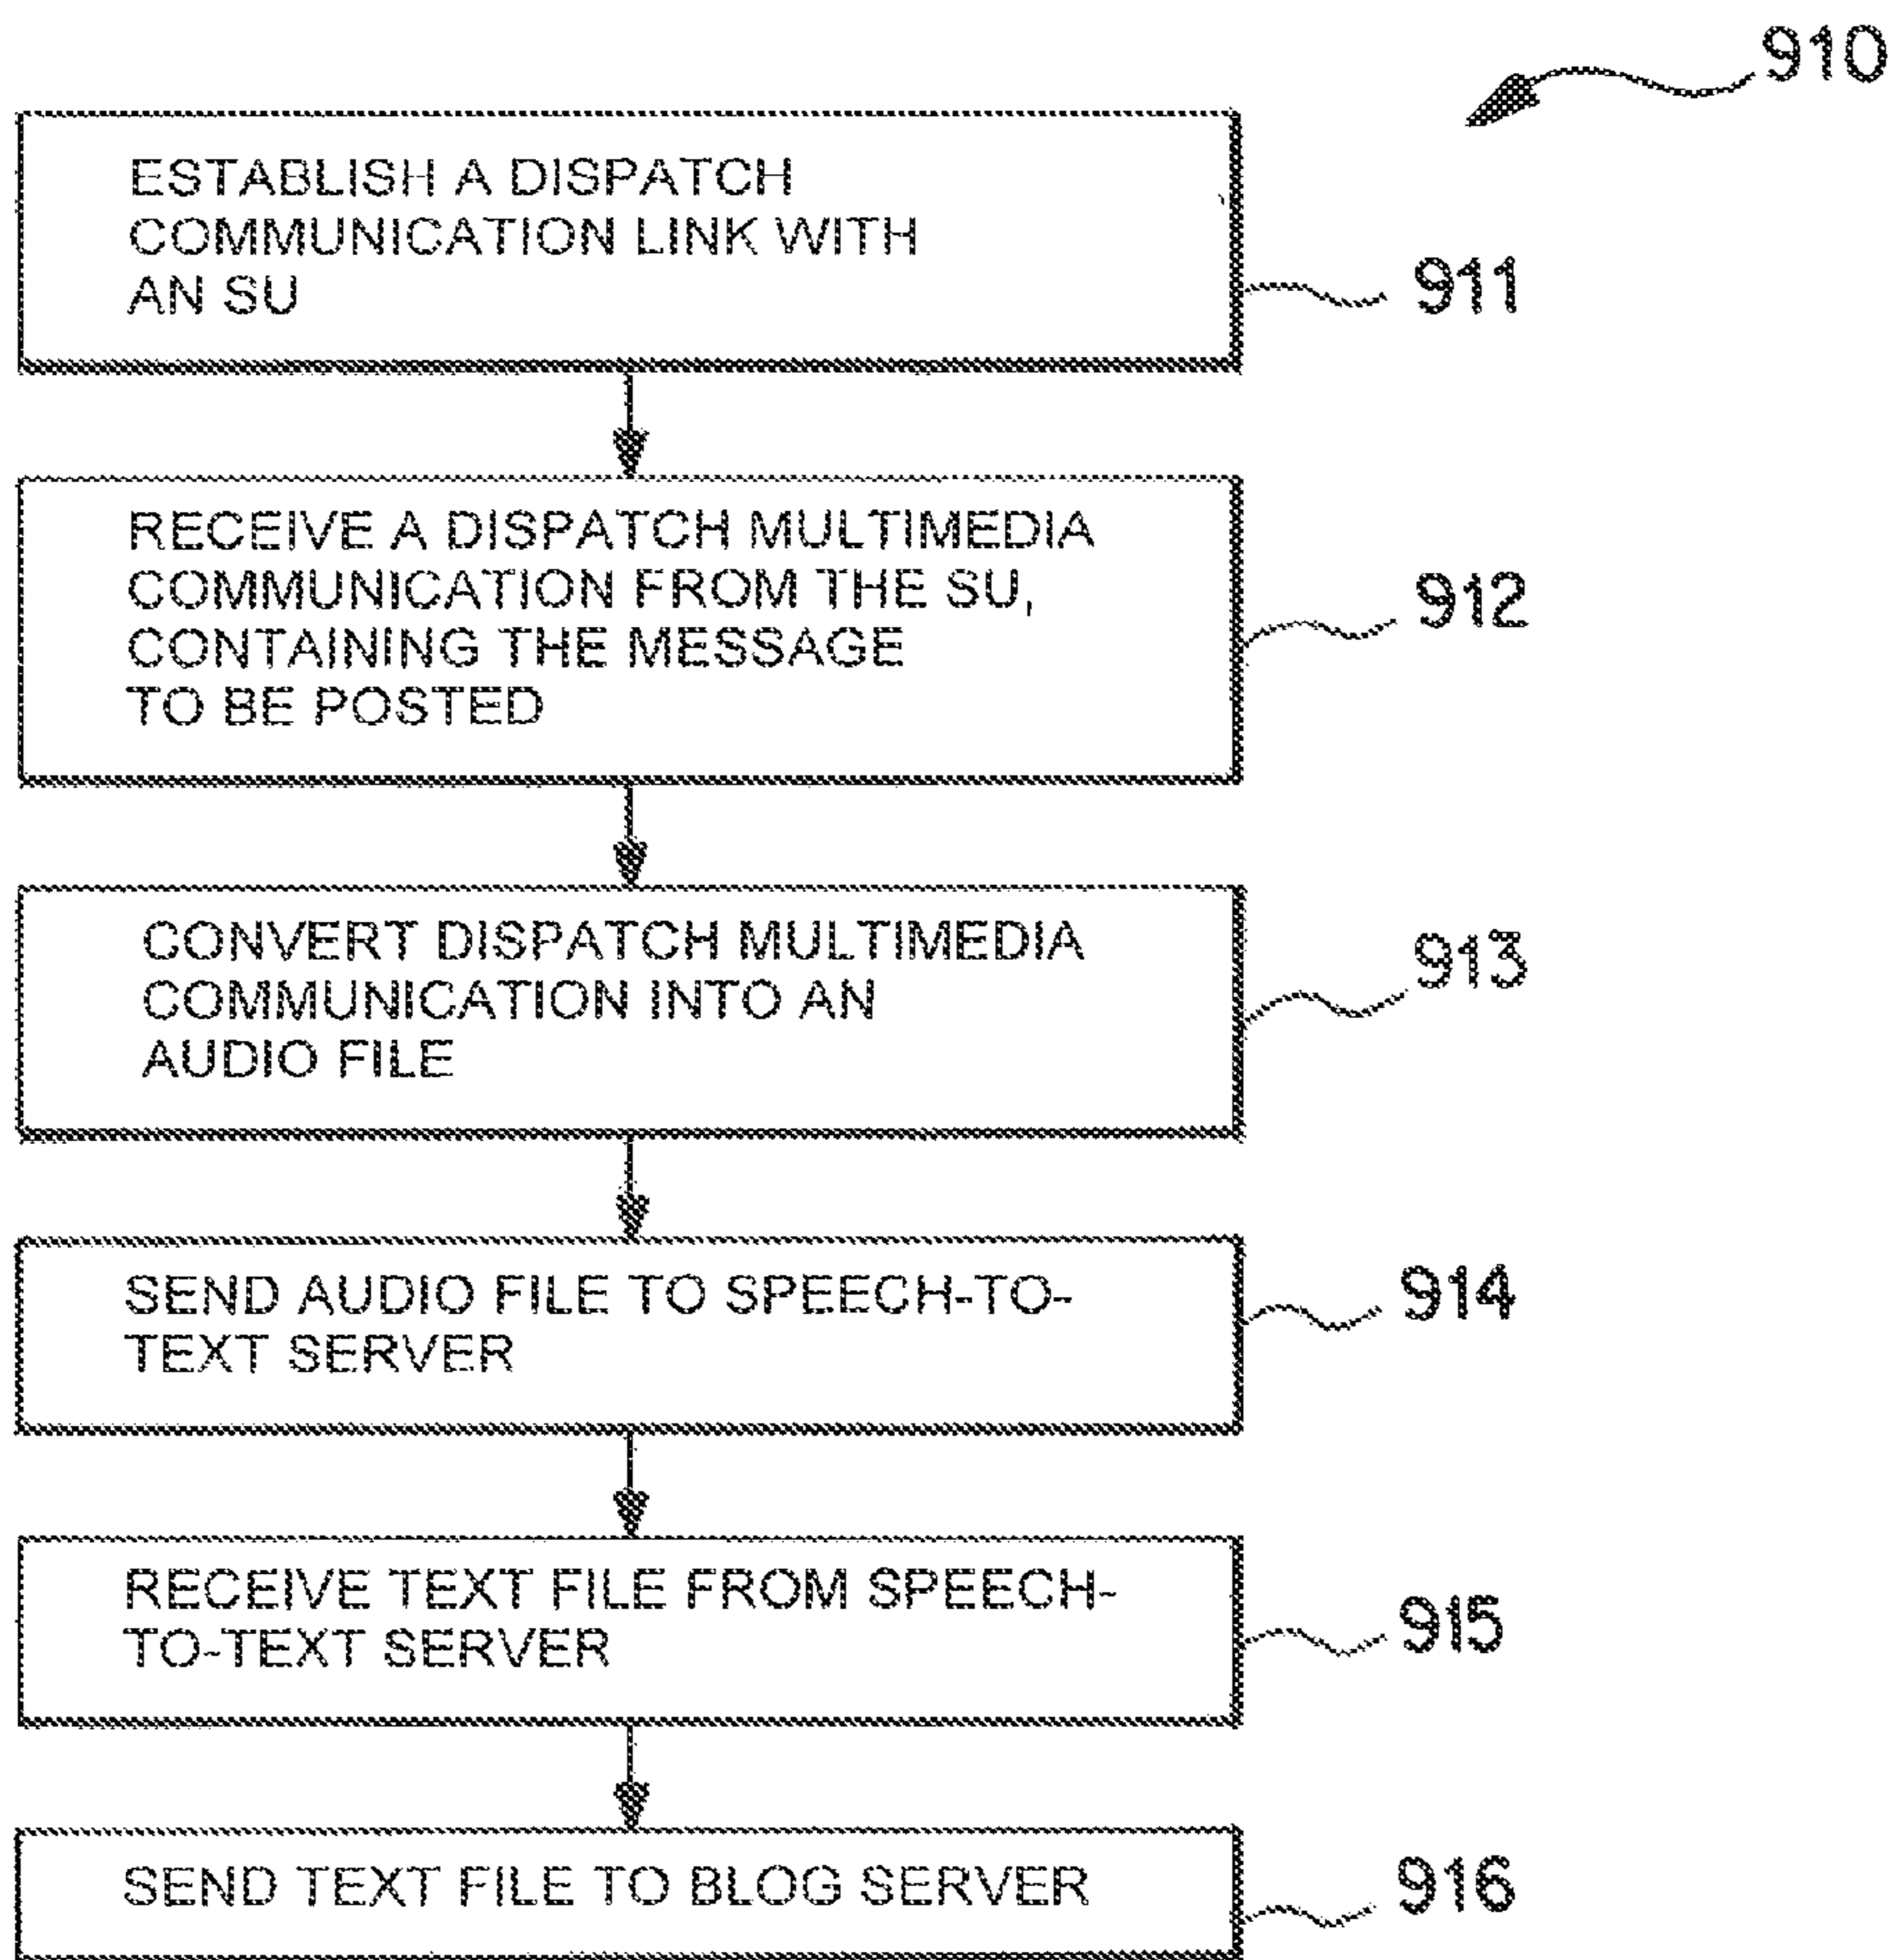 910
ESTABLISH A DISPATCH
COMMUNICATION LINK WITH
AN SU
911
RECEIVE A DISPATCH MULTIMEDIA
COMMUNICATION FROM THE SU,
CONTAINING THE MESSAGE
TO BE POSTED
912
CONVERT DISPATCH MULTIMEDIA
COMMUNICATION INTO AN
AUDIO FILE
913
SEND AUDIO FILE TO SPEECH-TO-
TEXT SERVER
914
RECEIVE TEXT FILE FROM SPEECH-
TO-TEXT SERVER
915
SEND TEXT FILE TO BLOG SERVER
916